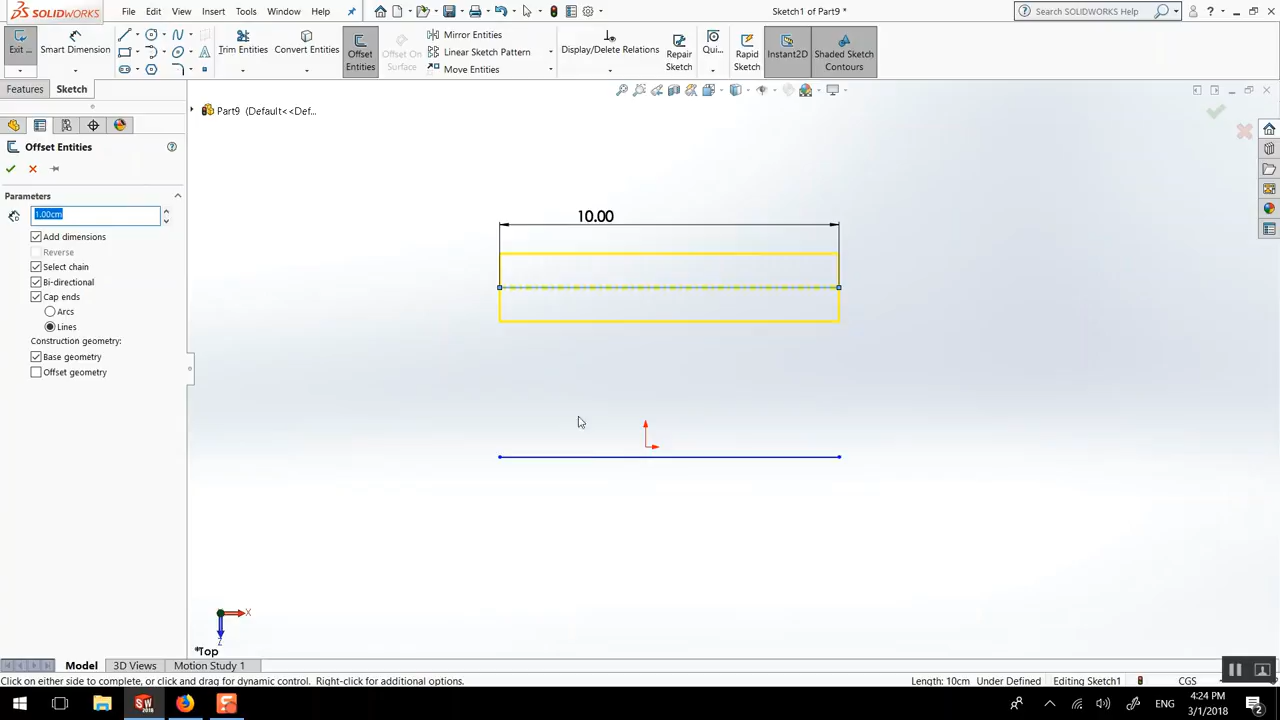 SOLIDWORKS File Edit View Insert Tools Window Help Sketch1 of Part9 * Search SOLIDWORKS Help
Exit ... Smart Dimension Trim Entities Convert Entities Offset Entities Offset On Surface Mirror Entities Linear Sketch Pattern Move Entities Display/Delete Relations Repair Sketch Qui... Rapid Sketch Instant2D Shaded Sketch Contours
Features Sketch
Part9 (Default<<Def...
Offset Entities
Parameters
1.00cm
Add dimensions
Reverse
Select chain
Bi-directional
Cap ends
Arcs
Lines
Construction geometry:
Base geometry
Offset geometry
10.00
X
Z
*Top
Model 3D Views Motion Study 1
Click on either side to complete, or click and drag for dynamic control. Right-click for additional options. Length: 10cm Under Defined Editing Sketch1 CGS
SW 2018 ENG 4:24 PM
3/1/2018 2